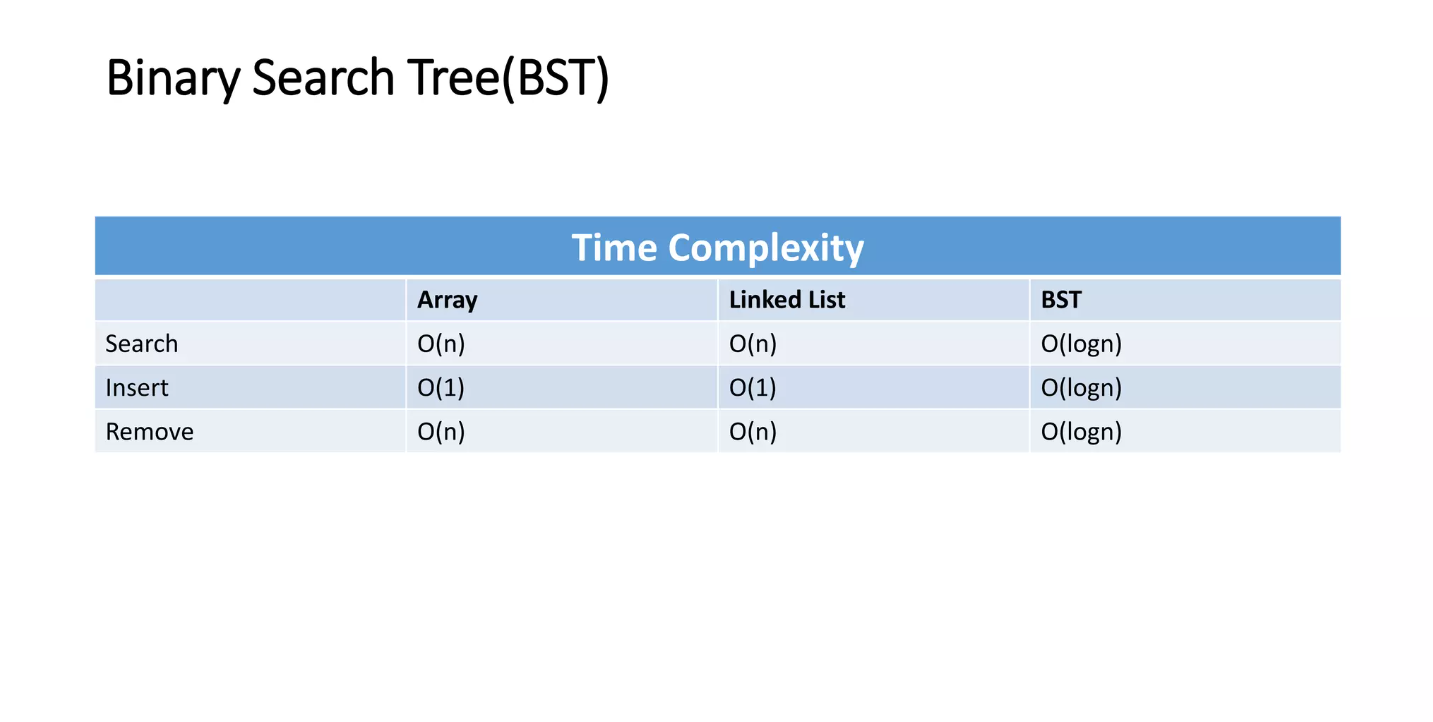 Binary Search Tree(BST)
Time Complexity
Array Linked List BST
Search O(n) O(n) O(logn)
Insert O(1) O(1) O(logn)
Remove O(n) O(n) O(logn)